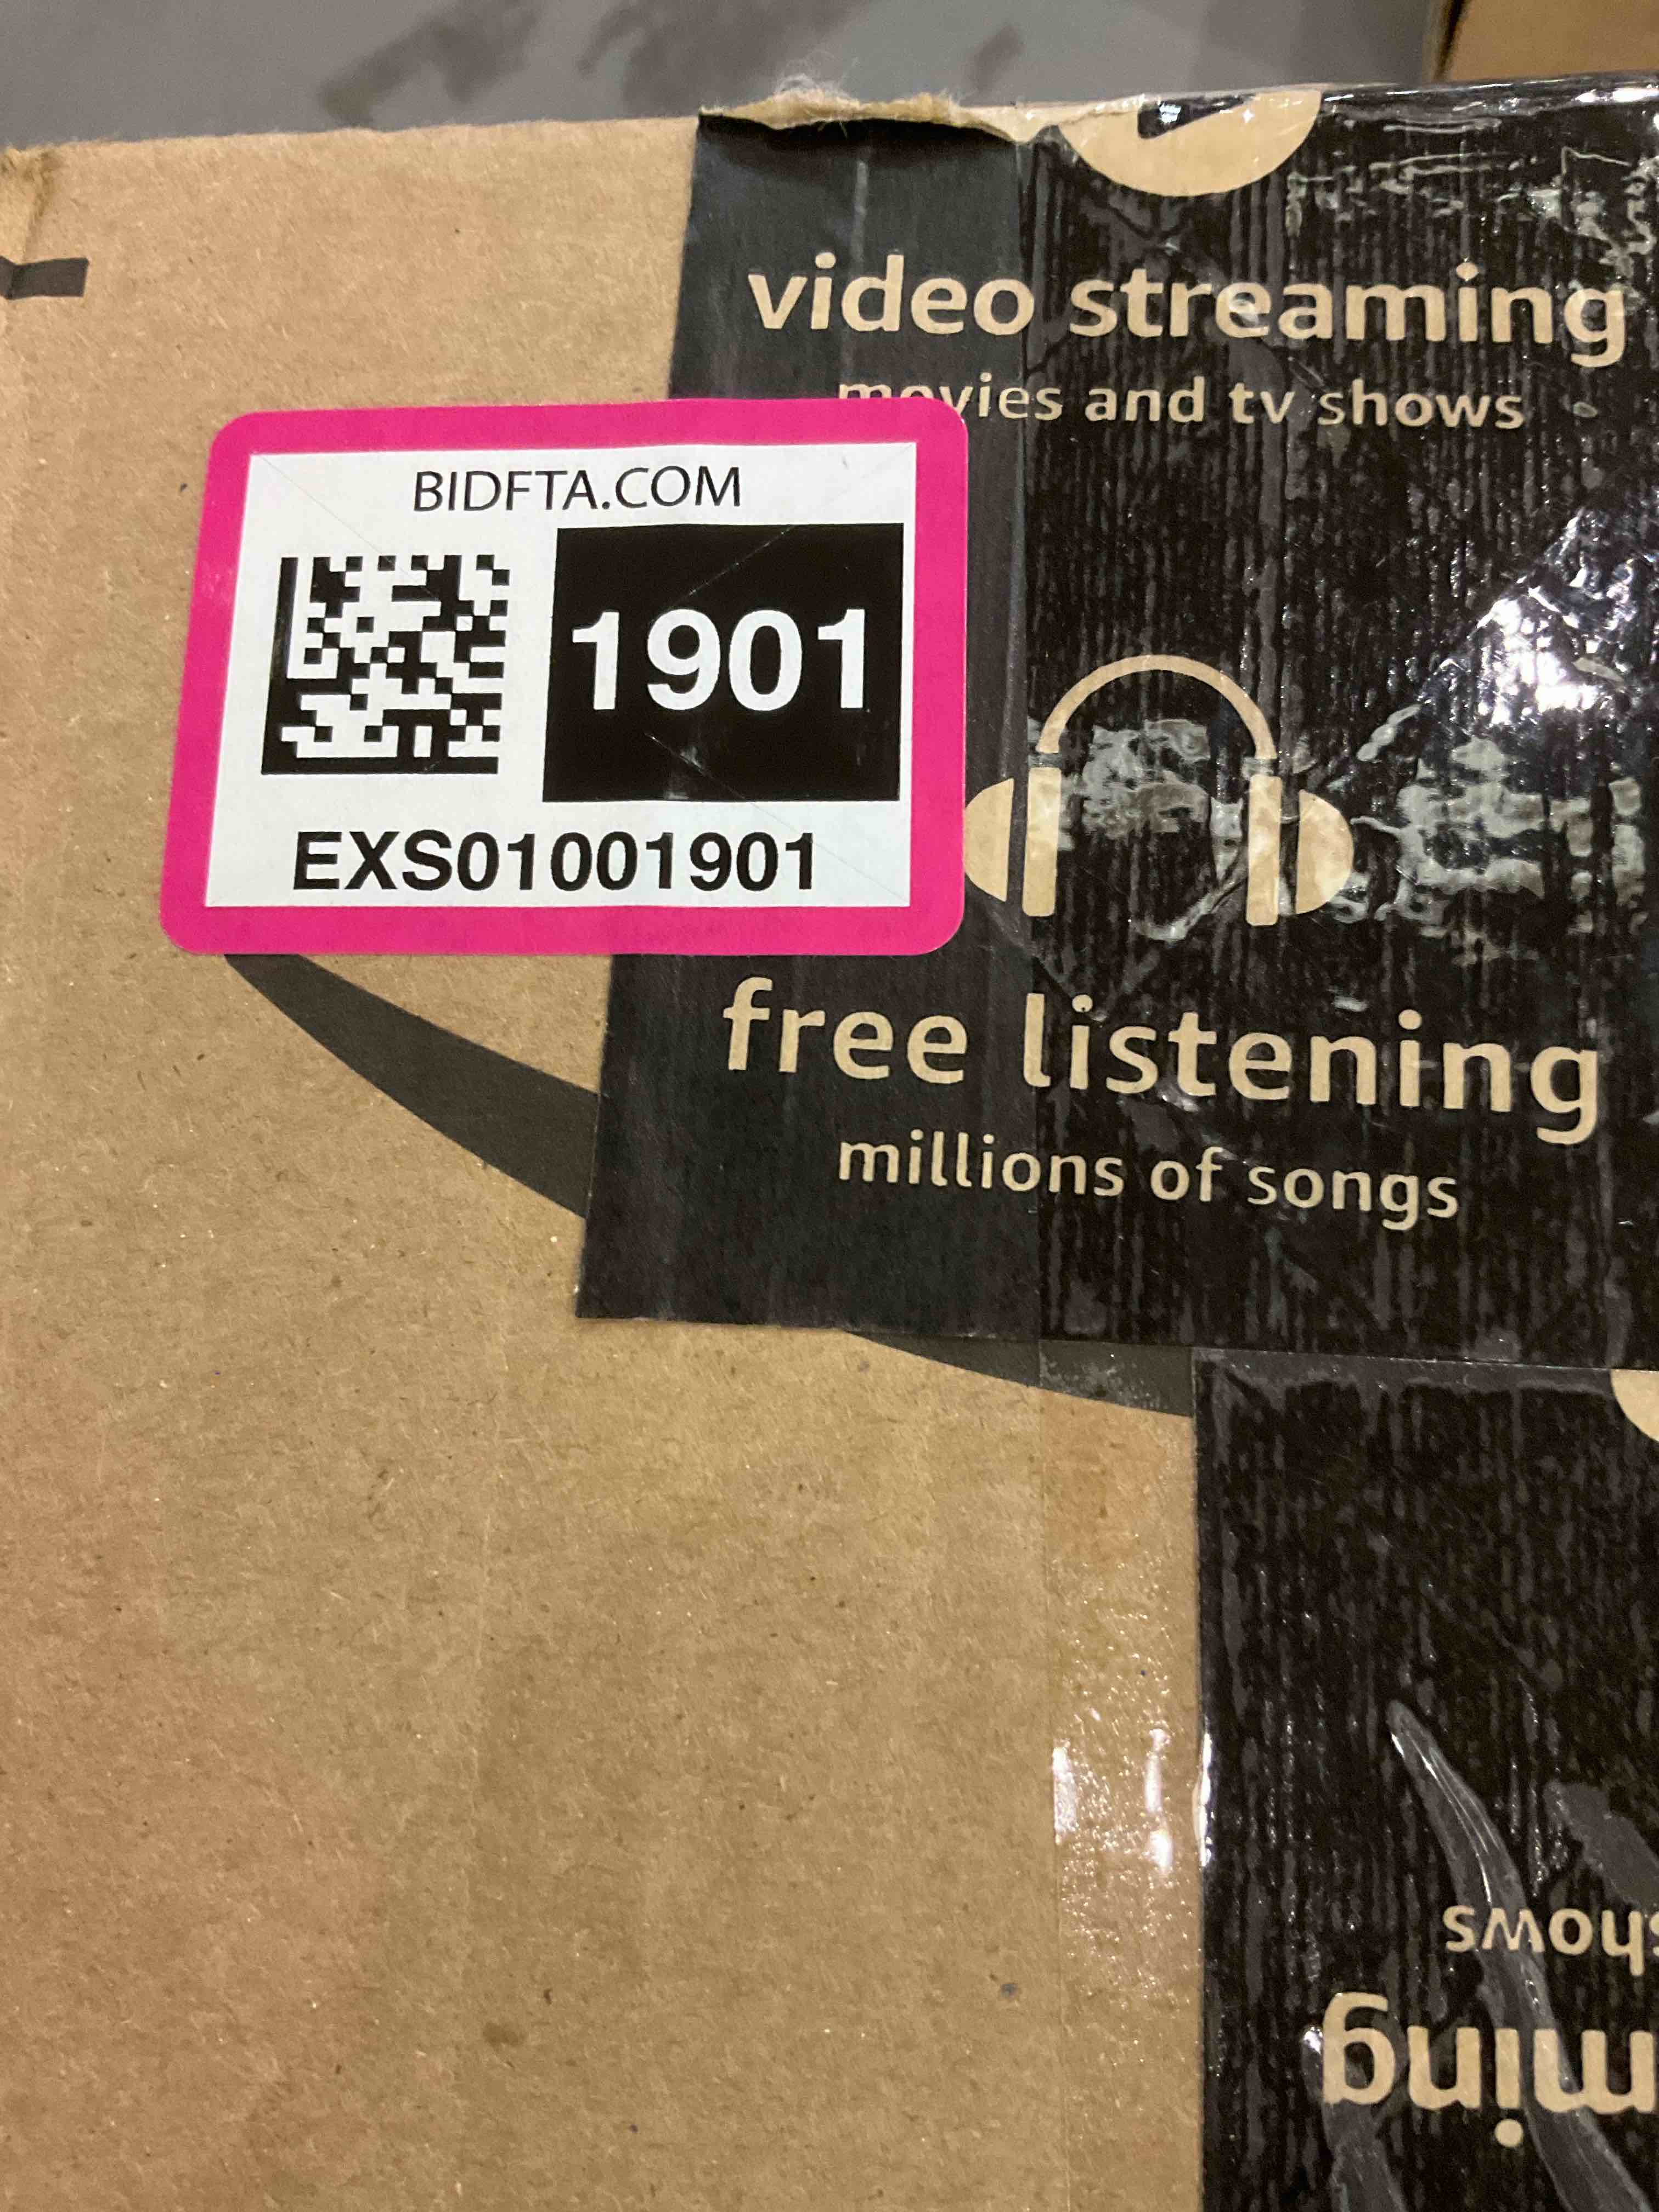 video streaming
movies and tv shows
BIDFTA.COM
1901
EXS01001901
free listening
millions of songs
shows
ming